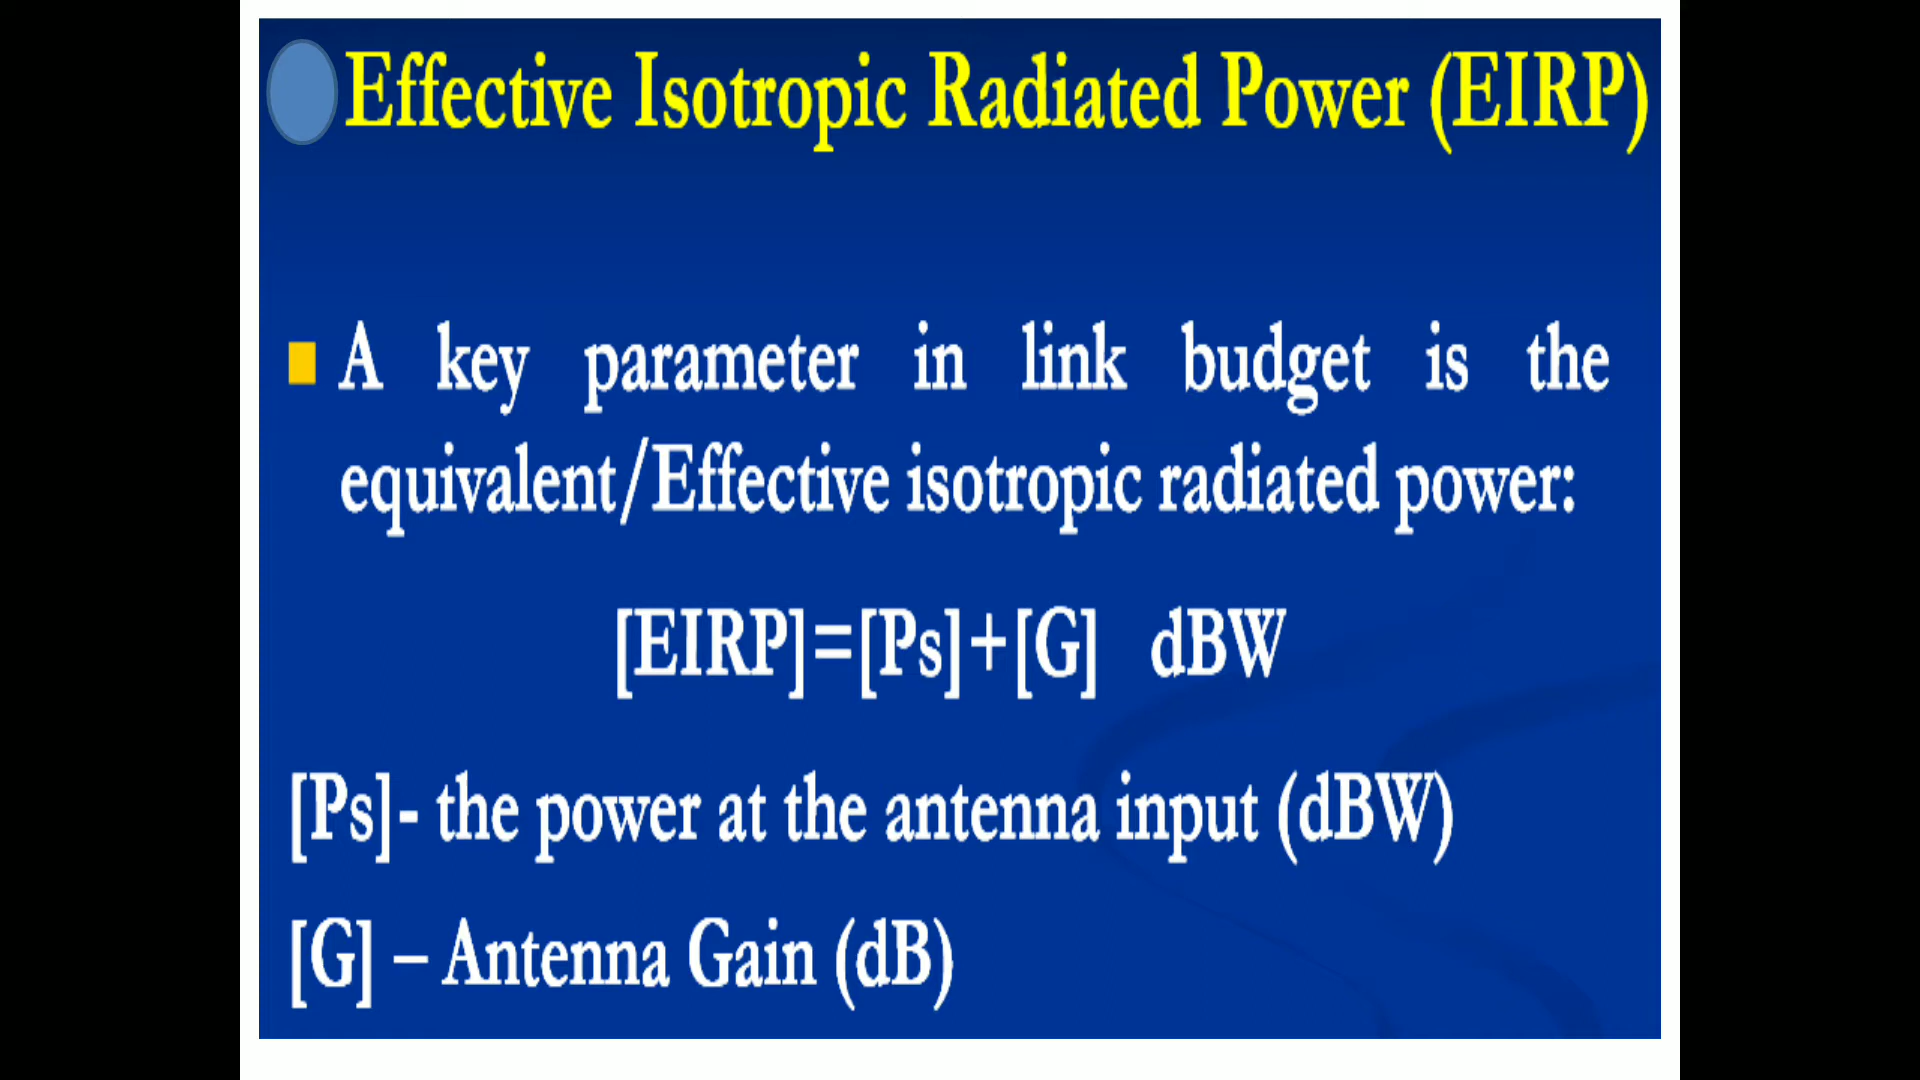 Effective Isotropic Radiated Power (EIRP)
A key parameter in link budget is the
equivalent/Effective isotropic radiated power:
[EIRP]=[Ps]+[G] dBW
[Ps]- the power at the antenna input (dBW)
[G] – Antenna Gain (dB)